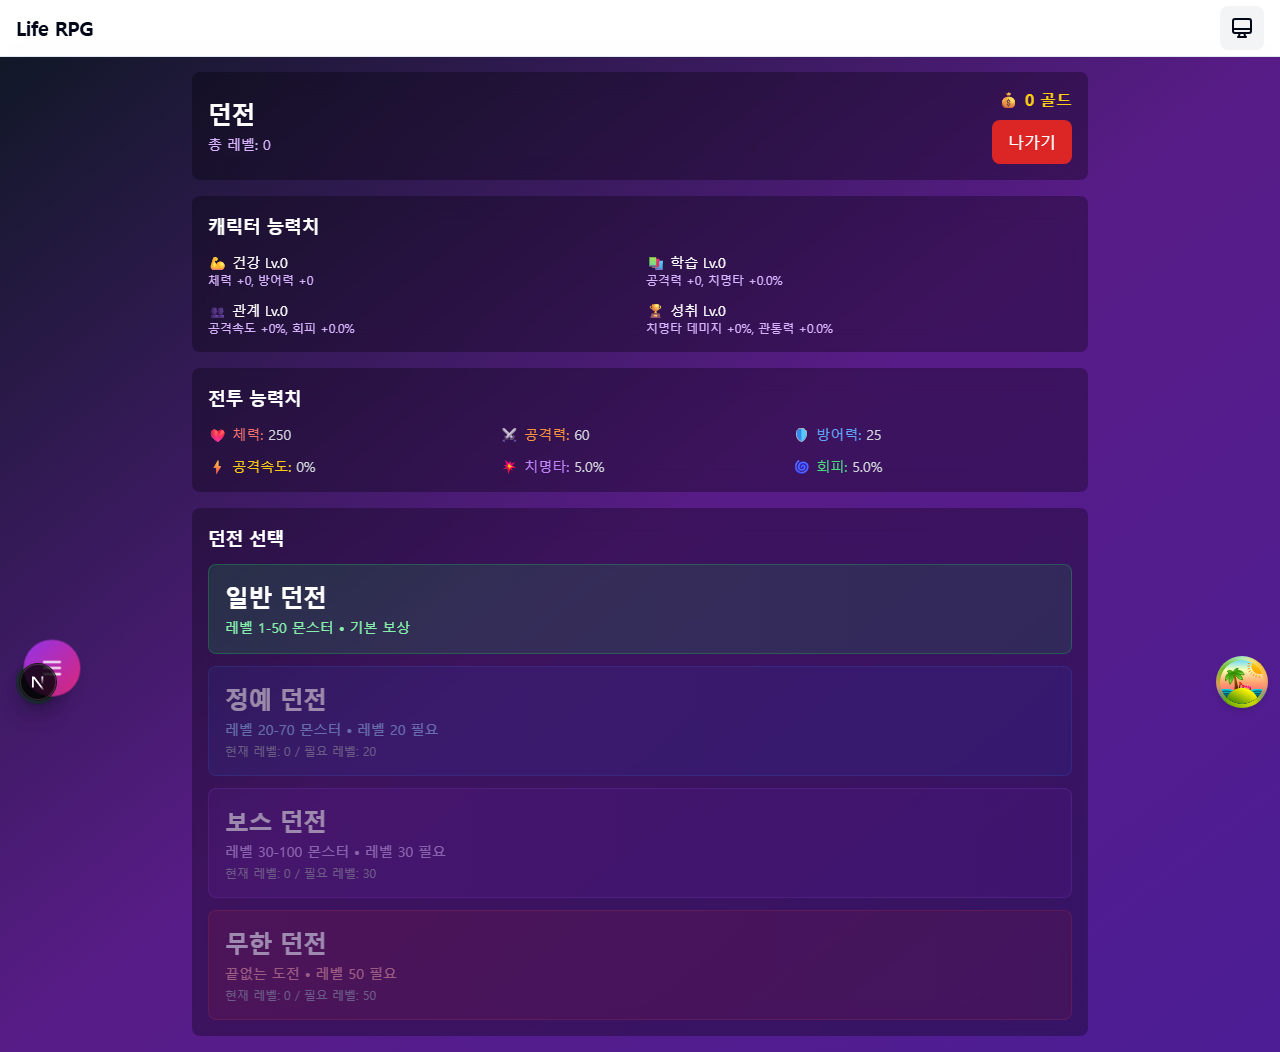 Life RPG
던전
총 레벨: 0
0 골드
나가기
캐릭터 능력치
건강 Lv.0
체력 +0, 방어력 +0
학습 Lv.0
공격력 +0, 치명타 +0.0%
관계 Lv.0
공격속도 +0%, 회피 +0.0%
성취 Lv.0
치명타 데미지 +0%, 관통력 +0.0%
전투 능력치
체력: 250
공격력: 60
방어력: 25
공격속도: 0%
치명타: 5.0%
회피: 5.0%
던전 선택
일반 던전
레벨 1-50 몬스터 • 기본 보상
정예 던전
레벨 20-70 몬스터 • 레벨 20 필요
현재 레벨: 0 / 필요 레벨: 20
보스 던전
레벨 30-100 몬스터 • 레벨 30 필요
현재 레벨: 0 / 필요 레벨: 30
무한 던전
끝없는 도전 • 레벨 50 필요
현재 레벨: 0 / 필요 레벨: 50
N